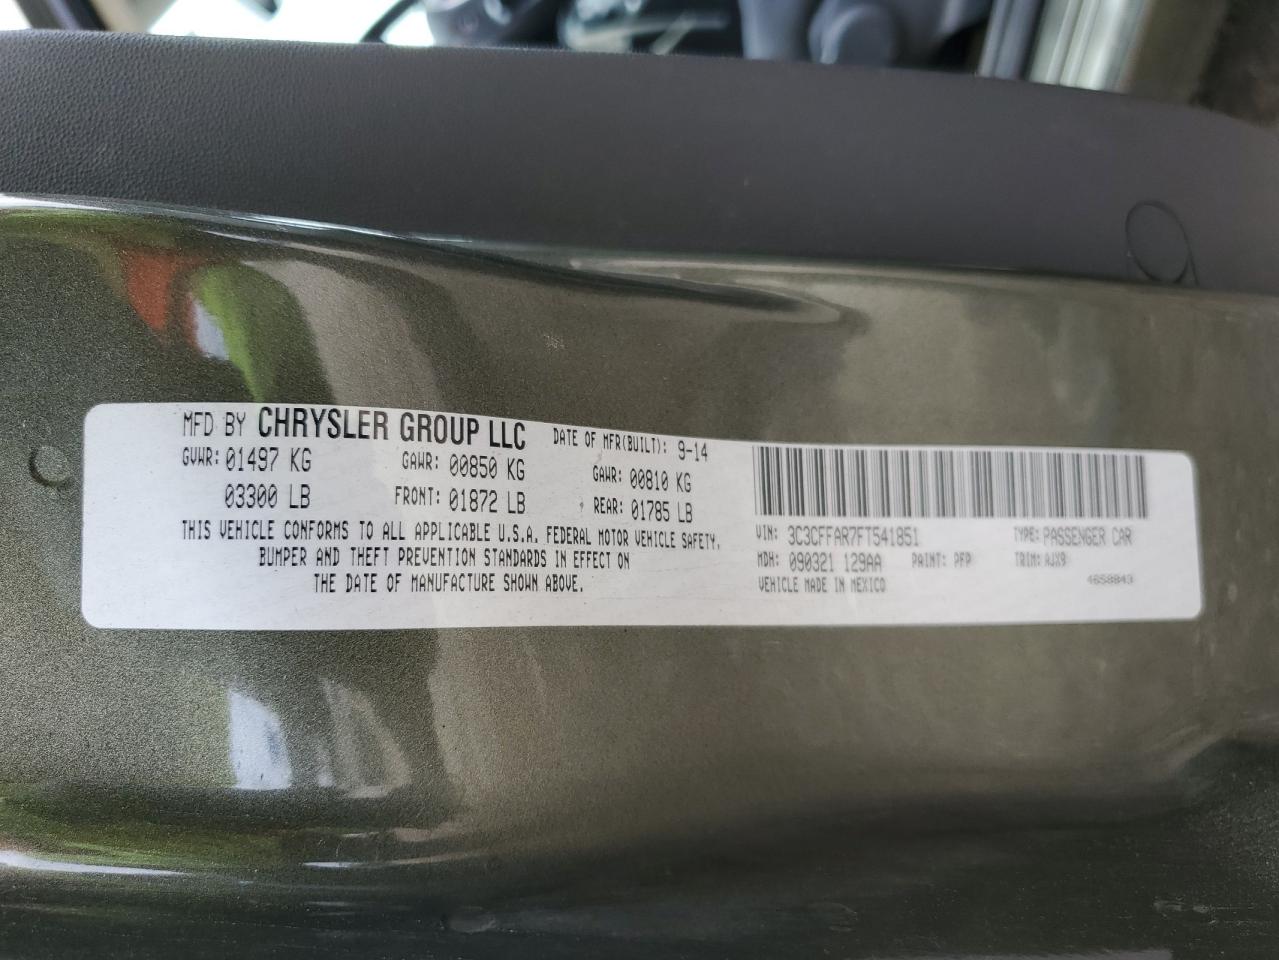 MFD BY CHRYSLER GROUP LLC DATE OF MFR(BUILT): 9-14
GVWR: 01497 KG GAWR: 00850 KG GAWR: 00810 KG
03300 LB FRONT: 01872 LB REAR: 01785 LB
THIS VEHICLE CONFORMS TO ALL APPLICABLE U.S.A. FEDERAL MOTOR VEHICLE SAFETY,
BUMPER AND THEFT PREVENTION STANDARDS IN EFFECT ON
THE DATE OF MANUFACTURE SHOWN ABOVE.
VIN: 3C3CFFAR7FT541851 TYPE: PASSENGER CAR
MDH: 090321 129AA PAINT: PFP TRIM: AJX9
VEHICLE MADE IN MEXICO 4658843